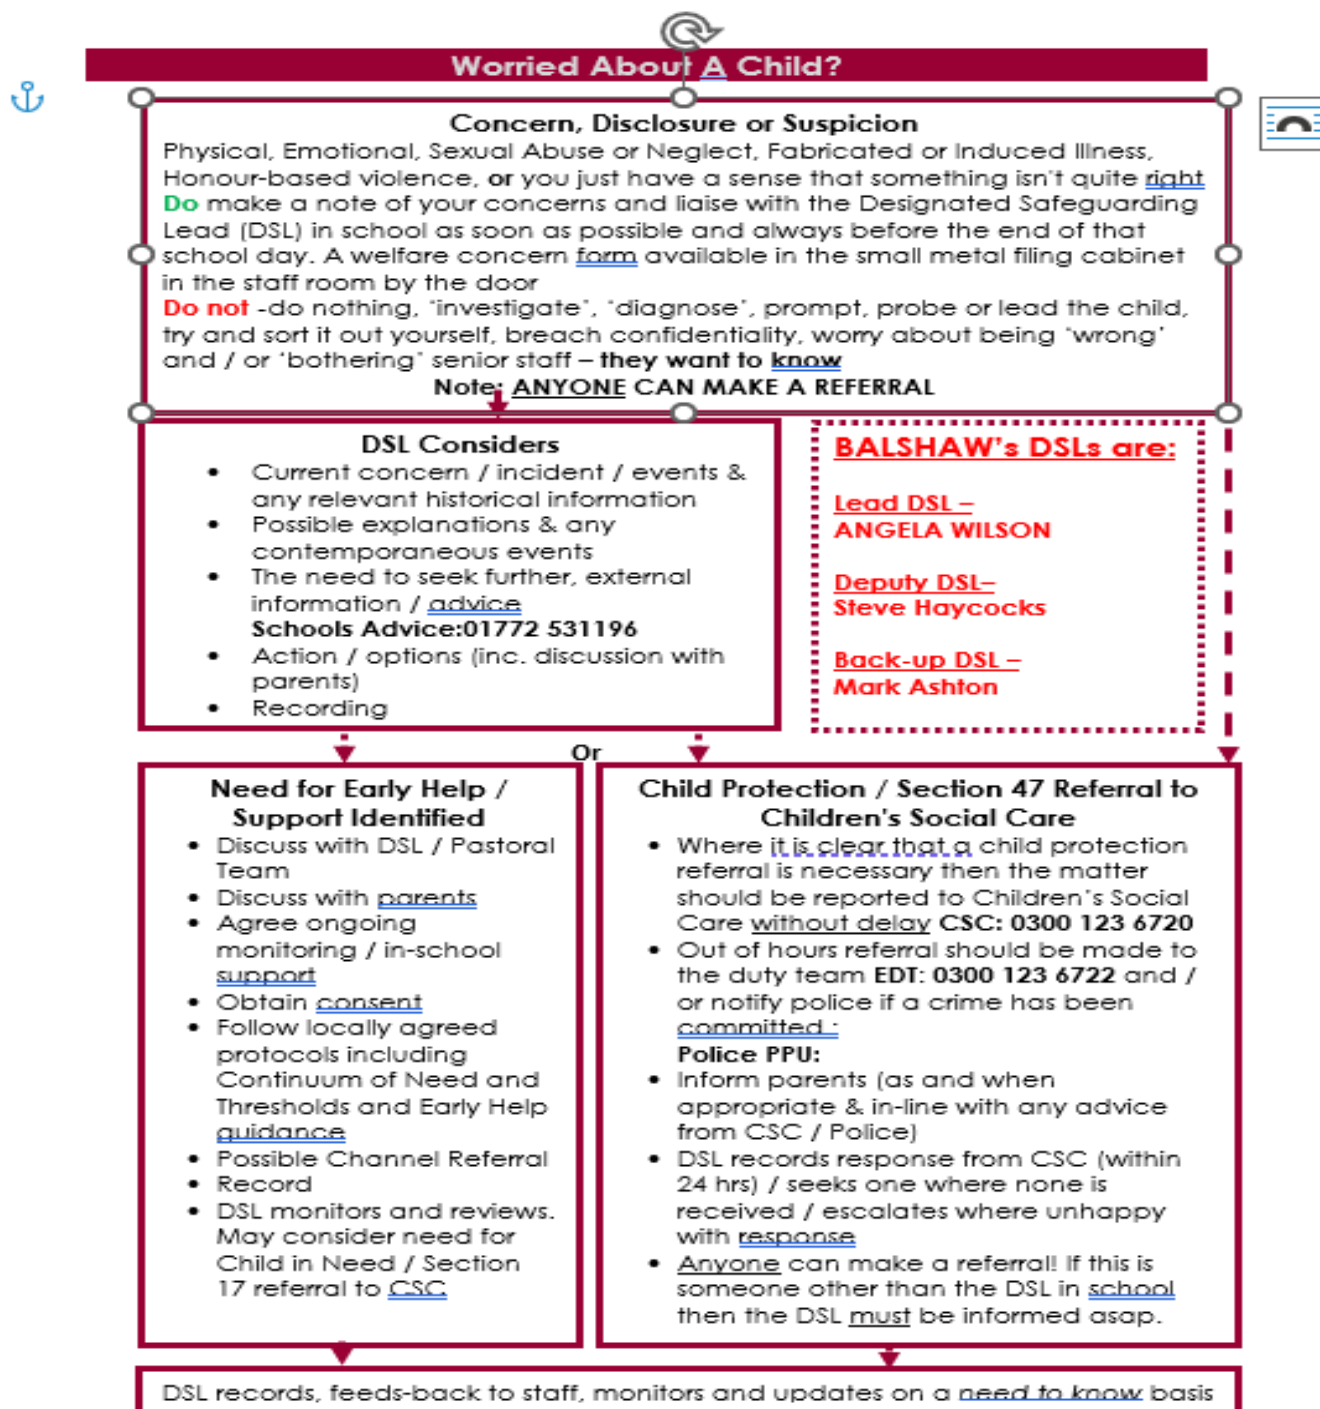 Worried About A Child?
Concern, Disclosure or Suspicion
Physical, Emotional, Sexual Abuse or Neglect, Fabricated or Induced Illness,
Honour-based violence, or you just have a sense that something isn't quite right
Do make a note of your concerns and liaise with the Designated Safeguarding
Lead (DSL) in school as soon as possible and always before the end of that
school day. A welfare concern form available in the small metal filing cabinet
in the staff room by the door
Do not -do nothing, 'investigate', 'diagnose', prompt, probe or lead the child,
try and sort it out yourself, breach confidentiality, worry about being 'wrong'
and / or 'bothering' senior staff – they want to know
Note: ANYONE CAN MAKE A REFERRAL
DSL Considers
• Current concern / incident / events &
any relevant historical information
• Possible explanations & any
contemporaneous events
• The need to seek further, external
information / advice
Schools Advice:01772 531196
• Action / options (inc. discussion with
parents)
• Recording
BALSHAW's DSLs are:
Lead DSL –
ANGELA WILSON
Deputy DSL–
Steve Haycocks
Back-up DSL –
Mark Ashton
Or
Need for Early Help /
Support Identified
• Discuss with DSL / Pastoral
Team
• Discuss with parents
• Agree ongoing
monitoring / in-school
support
• Obtain consent
• Follow locally agreed
protocols including
Continuum of Need and
Thresholds and Early Help
guidance
• Possible Channel Referral
• Record
• DSL monitors and reviews.
May consider need for
Child in Need / Section
17 referral to CSC
Child Protection / Section 47 Referral to
Children's Social Care
• Where it is clear that a child protection
referral is necessary then the matter
should be reported to Children's Social
Care without delay CSC: 0300 123 6720
• Out of hours referral should be made to
the duty team EDT: 0300 123 6722 and /
or notify police if a crime has been
committed :
Police PPU:
• Inform parents (as and when
appropriate & in-line with any advice
from CSC / Police)
• DSL records response from CSC (within
24 hrs) / seeks one where none is
received / escalates where unhappy
with response
• Anyone can make a referral! If this is
someone other than the DSL in school
then the DSL must be informed asap.
DSL records, feeds-back to staff, monitors and updates on a need to know basis